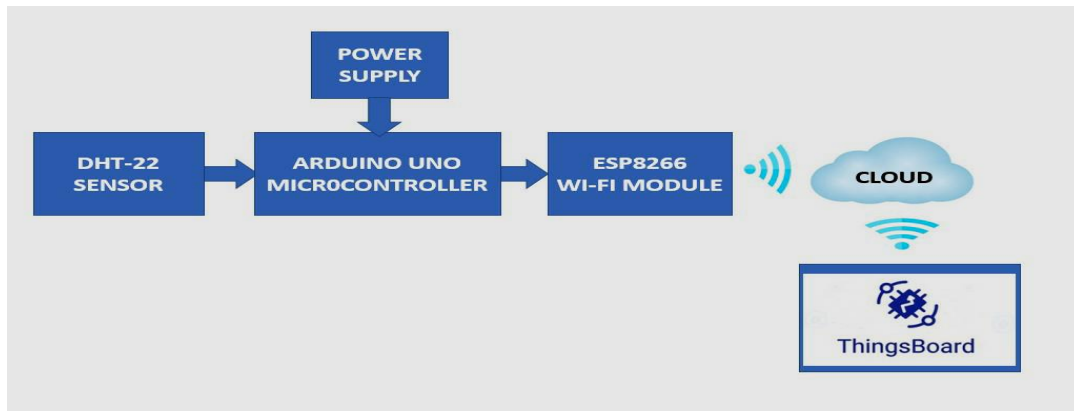 POWER
SUPPLY
DHT-22
SENSOR
ARDUINO UNO
MICR0CONTROLLER
ESP8266
WI-FI MODULE
CLOUD
ThingsBoard